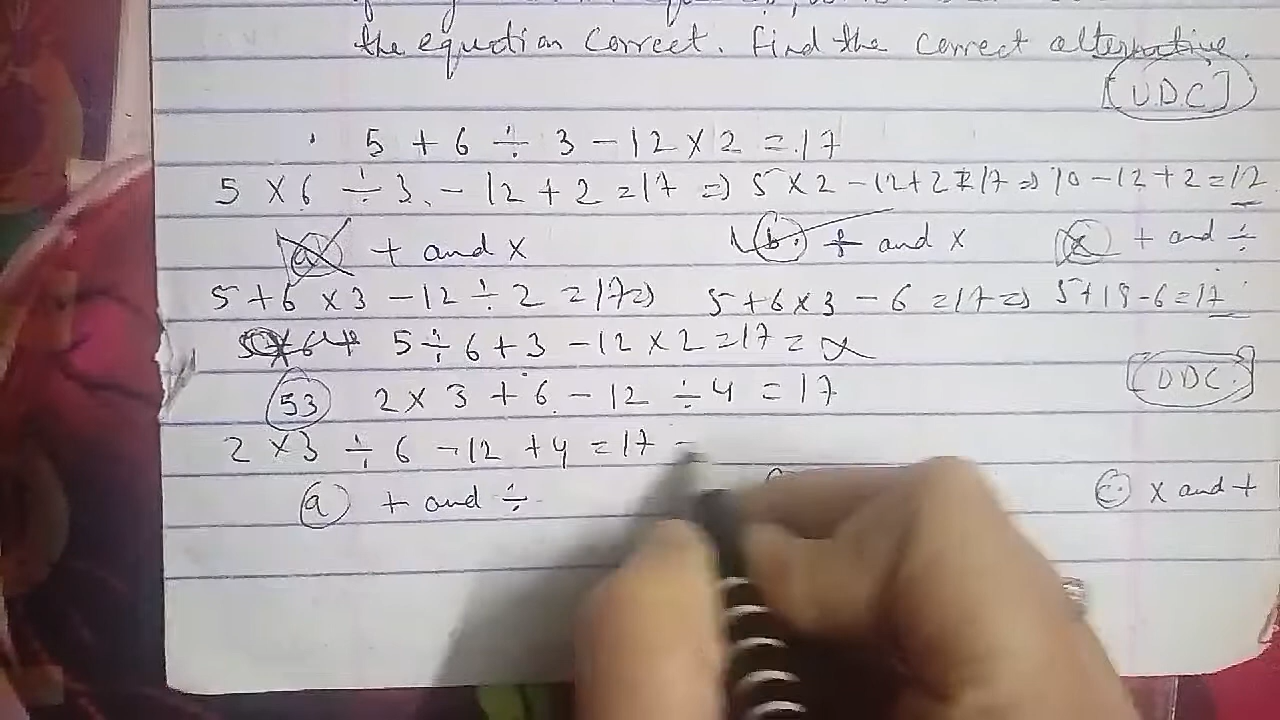 the equation correct. Find the correct alternative.
[U.D.C]
5 + 6 ÷ 3 - 12 × 2 = 17
5 × 6 ÷ 3 - 12 + 2 = 17 ⇒ 5 × 2 - 12 + 2 = 17 ⇒ 10 - 12 + 2 = 12
a + and × b. ÷ and × + and ÷
5 + 6 × 3 - 12 ÷ 2 = 17 ⇒ 5 + 6 × 3 - 6 = 17 ⇒ 5 + 18 - 6 = 17
5 ÷ 6 + 3 - 12 × 2 = 17 = α
53 2 × 3 + 6 - 12 ÷ 4 = 17
[UDC.]
2 × 3 ÷ 6 - 12 + 4 = 17 -
a + and ÷ c. × and +